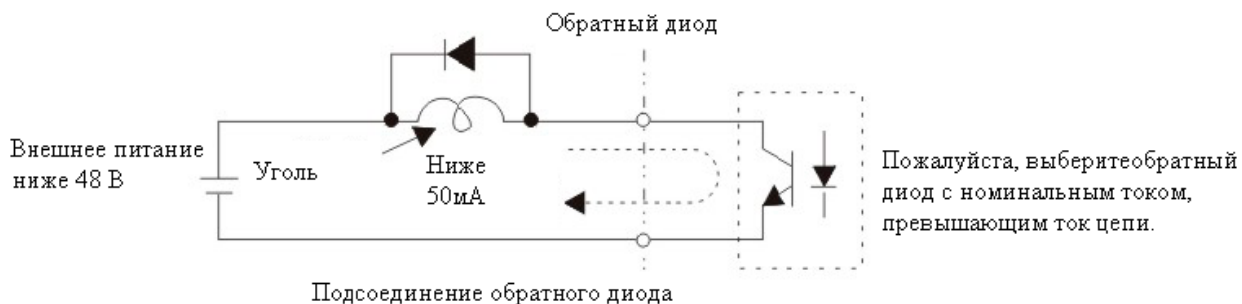 Обратный диод
Внешнее питание
ниже 48 В
Уголь
Ниже
50мА
Пожалуйста, выберитеобратный
диод с номинальным током,
превышающим ток цепи.
Подсоединение обратного диода